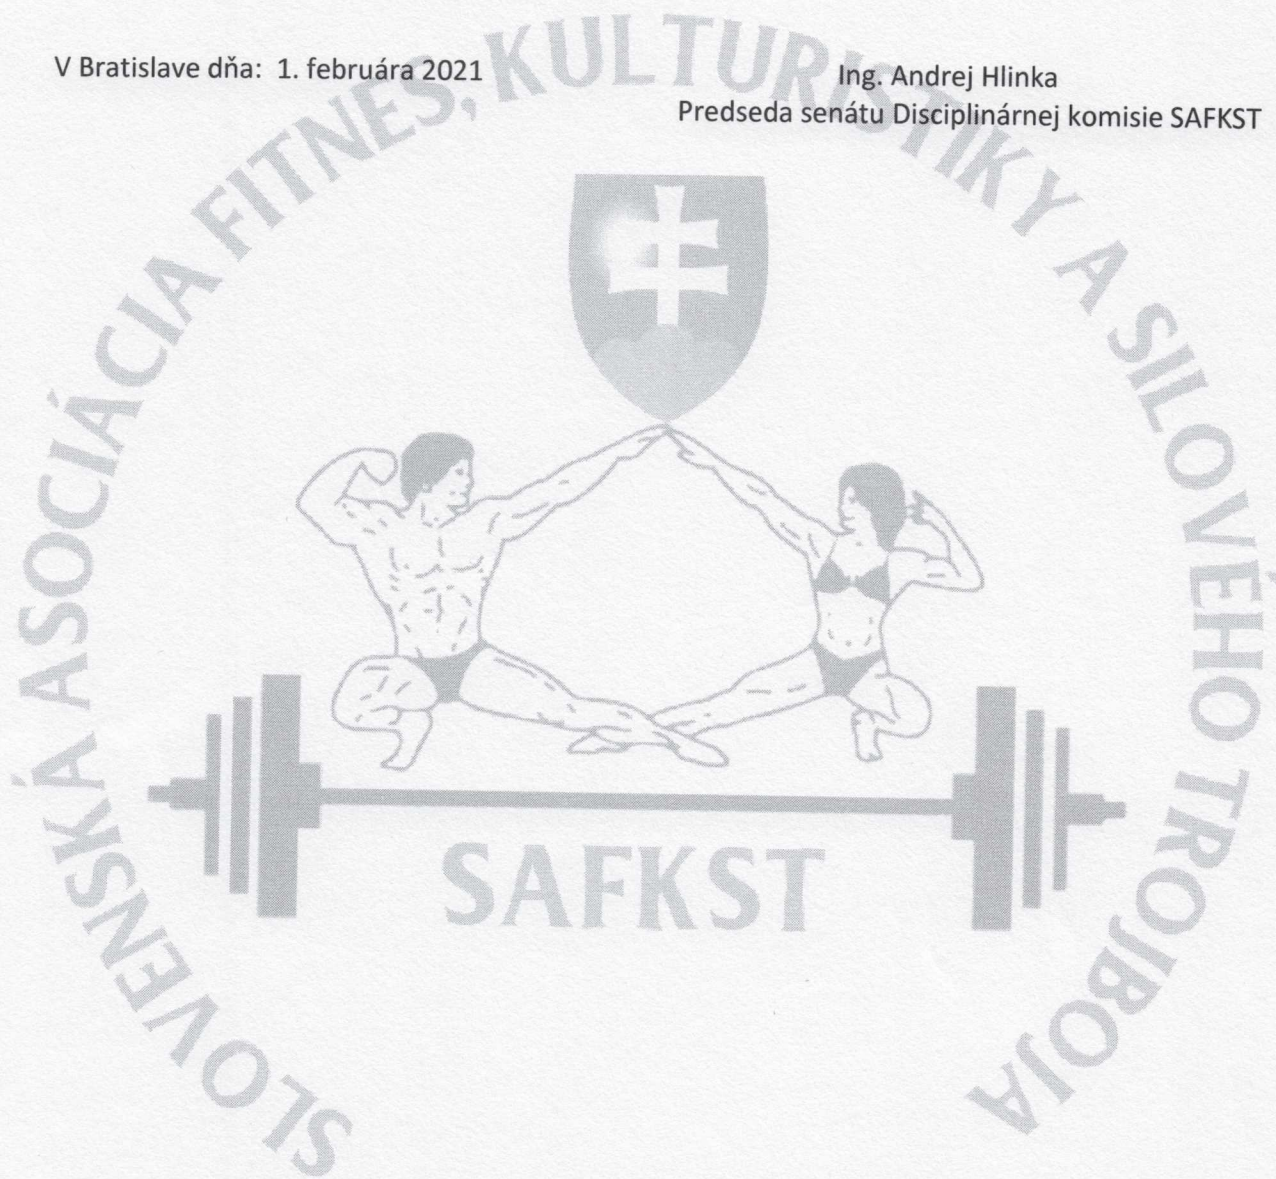 V Bratislave dňa: 1. februára 2021
Ing. Andrej Hlinka
Predseda senátu Disciplinárnej komisie SAFKST
SLOVENSKÁ ASOCIÁCIA FITNES, KULTURISTIKY A SILOVÉHO TROJBOJA
SAFKST